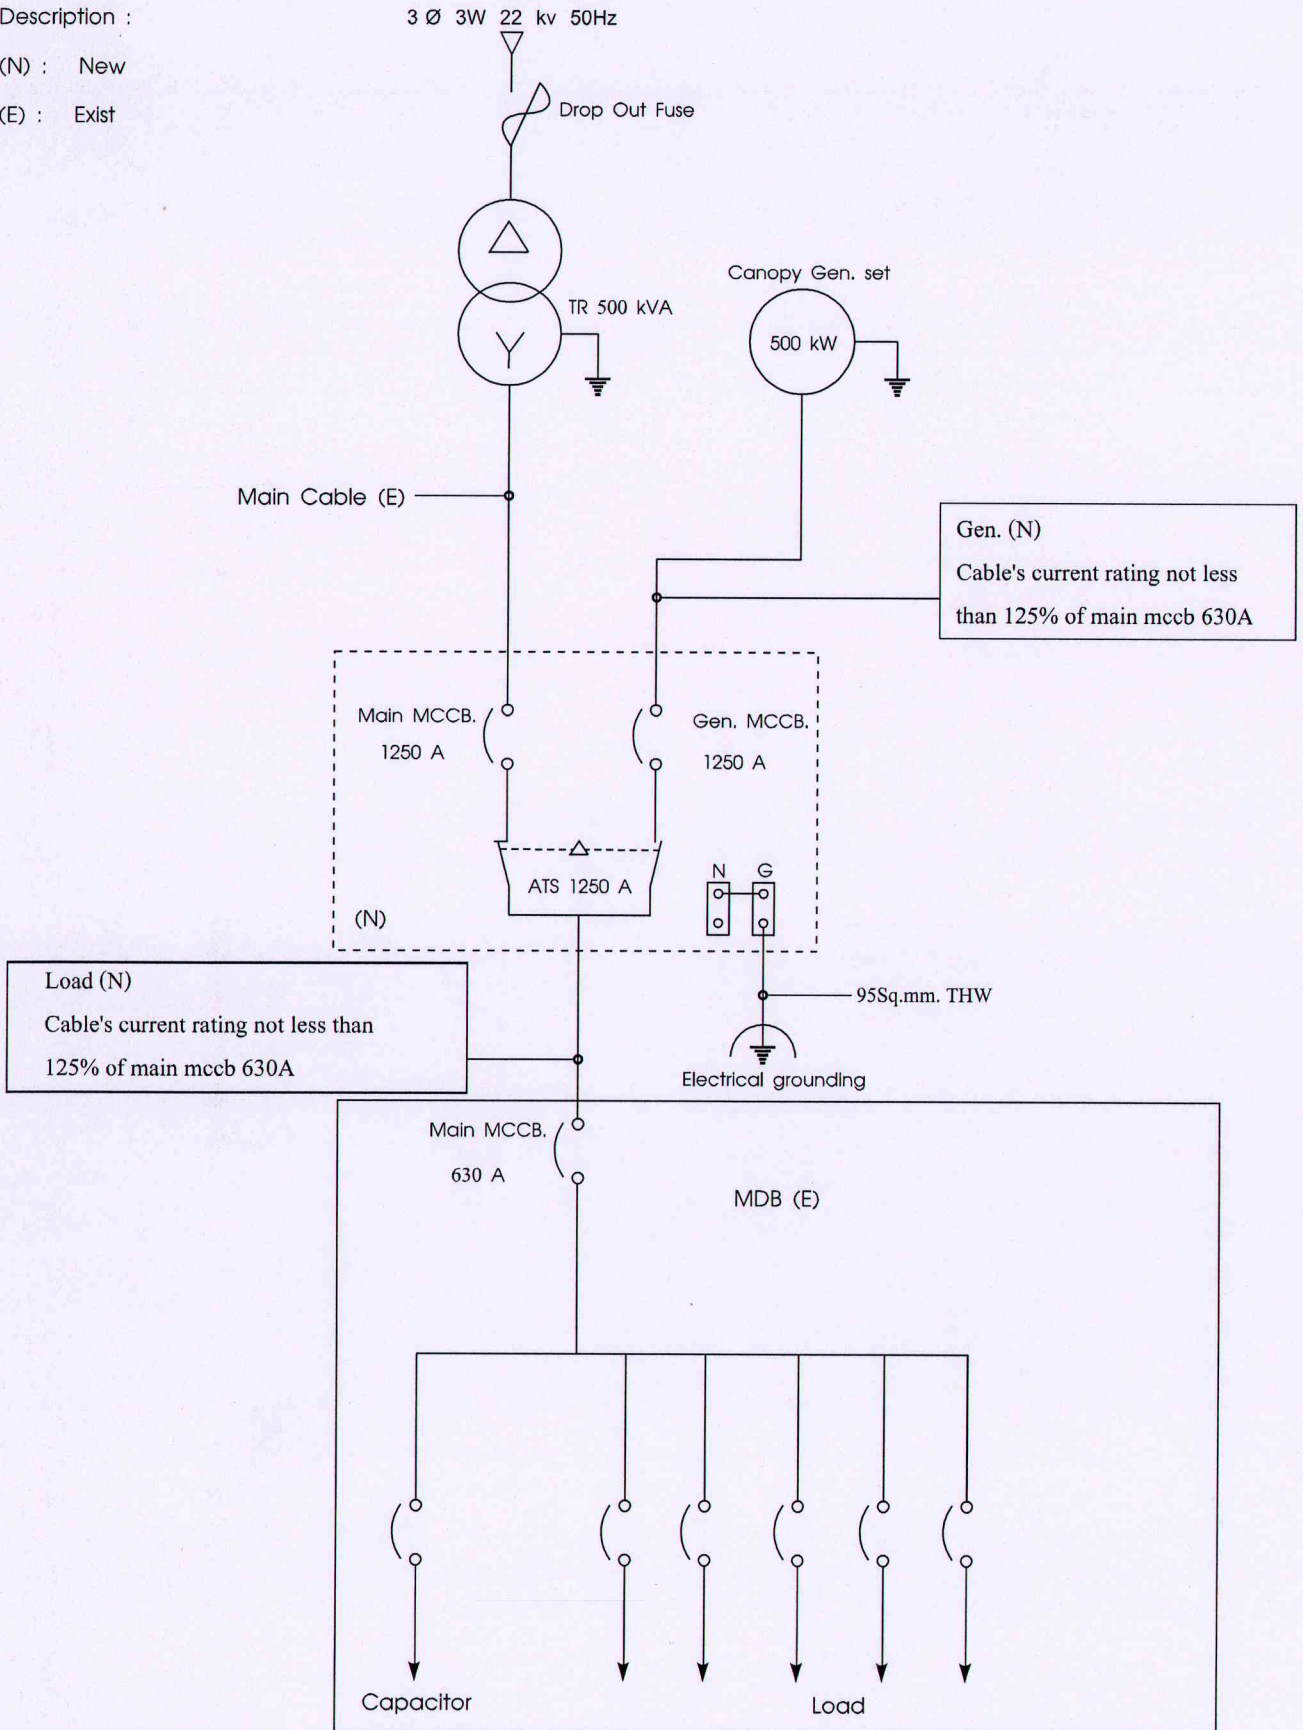 Description :
3 Ø 3W 22 kv 50Hz
(N) : New
(E) : Exist
Drop Out Fuse
Canopy Gen. set
TR 500 kVA
500 kW
Main Cable (E)
Gen. (N)
Cable's current rating not less
than 125% of main mccb 630A
Main MCCB.
1250 A
Gen. MCCB.
1250 A
ATS 1250 A
N G
(N)
Load (N)
Cable's current rating not less than
125% of main mccb 630A
95Sq.mm. THW
Electrical grounding
Main MCCB.
630 A
MDB (E)
Capacitor
Load